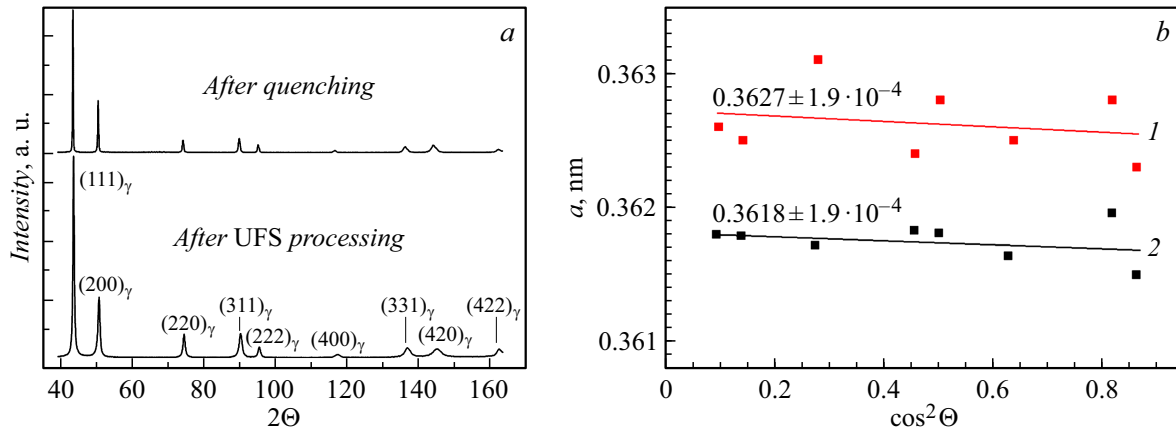 a
After quenching
Intensity, a. u.
(111)γ
After UFS processing
(200)γ
(220)γ
(311)γ
(222)γ
(400)γ
(331)γ
(420)γ
(422)γ
40 60 80 100 120 140 160
2Θ
b
0.363
0.362
0.361
a, nm
0.3627 ± 1.9 · 10⁻⁴
1
0.3618 ± 1.9 · 10⁻⁴
2
0 0.2 0.4 0.6 0.8
cos²Θ